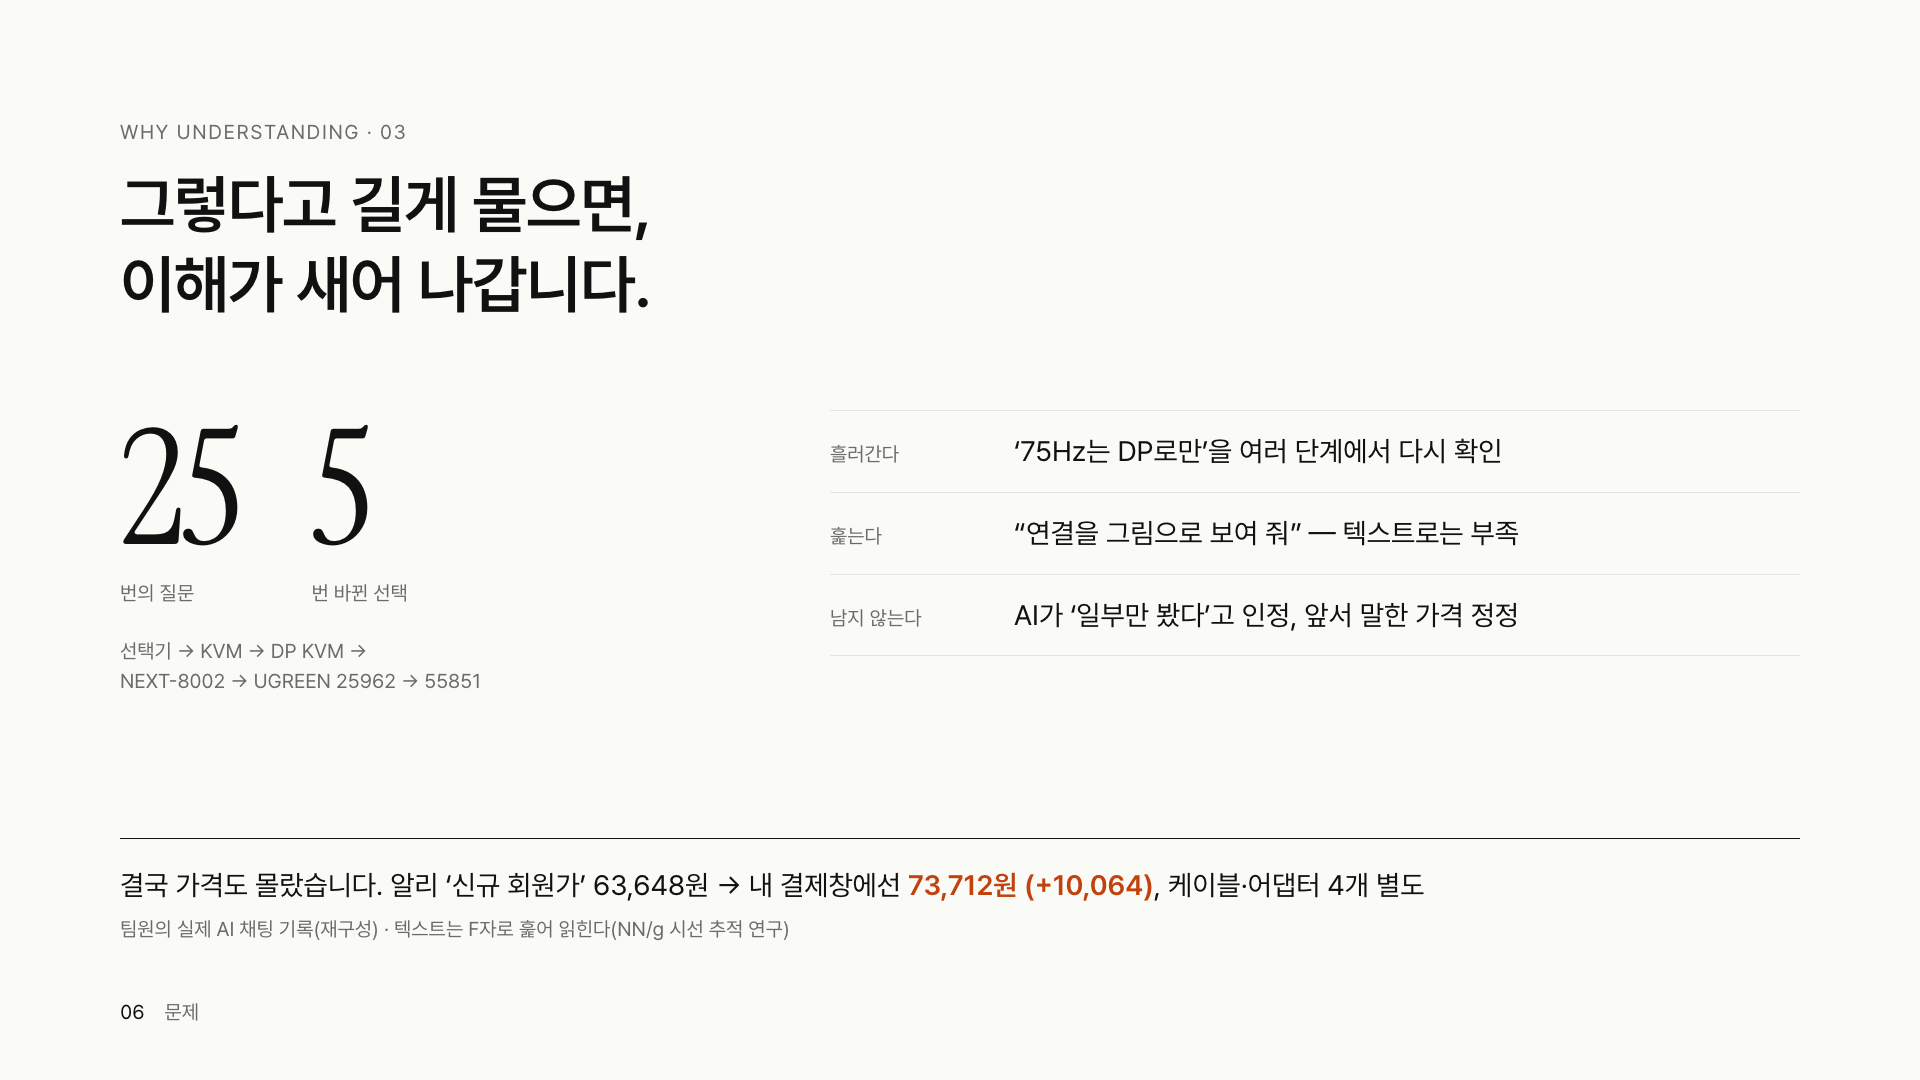 WHY UNDERSTANDING · 03
그렇다고 길게 물으면,
이해가 새어 나갑니다.
25
번의 질문
5
번 바뀐 선택
선택기 → KVM → DP KVM →
NEXT-8002 → UGREEN 25962 → 55851
흘러간다
‘75Hz는 DP로만’을 여러 단계에서 다시 확인
훑는다
“연결을 그림으로 보여 줘” — 텍스트로는 부족
남지 않는다
AI가 ‘일부만 봤다’고 인정, 앞서 말한 가격 정정
결국 가격도 몰랐습니다. 알리 ‘신규 회원가’ 63,648원 → 내 결제창에선 73,712원 (+10,064), 케이블·어댑터 4개 별도
팀원의 실제 AI 채팅 기록(재구성) · 텍스트는 F자로 훑어 읽힌다(NN/g 시선 추적 연구)
06 문제